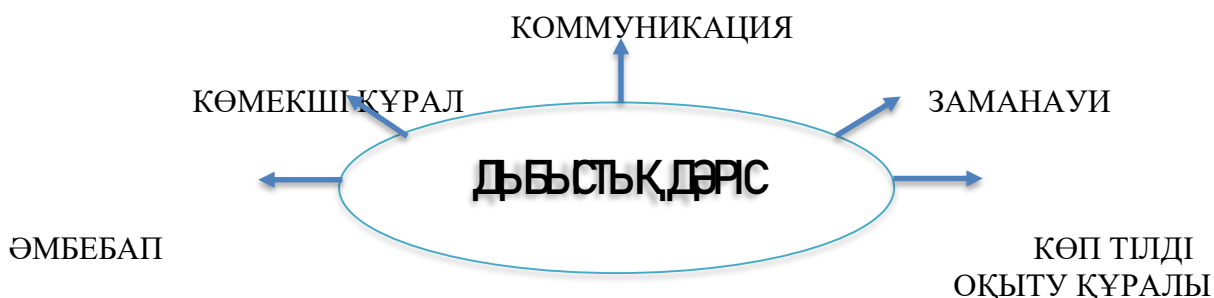 КОММУНИКАЦИЯ
КӨМЕКШІ ҚҰРАЛ
ЗАМАНАУИ
ДЫБЫСТЫҚ ДӘРІС
ӘМБЕБАП
КӨП ТІЛДІ
ОҚЫТУ ҚҰРАЛЫ